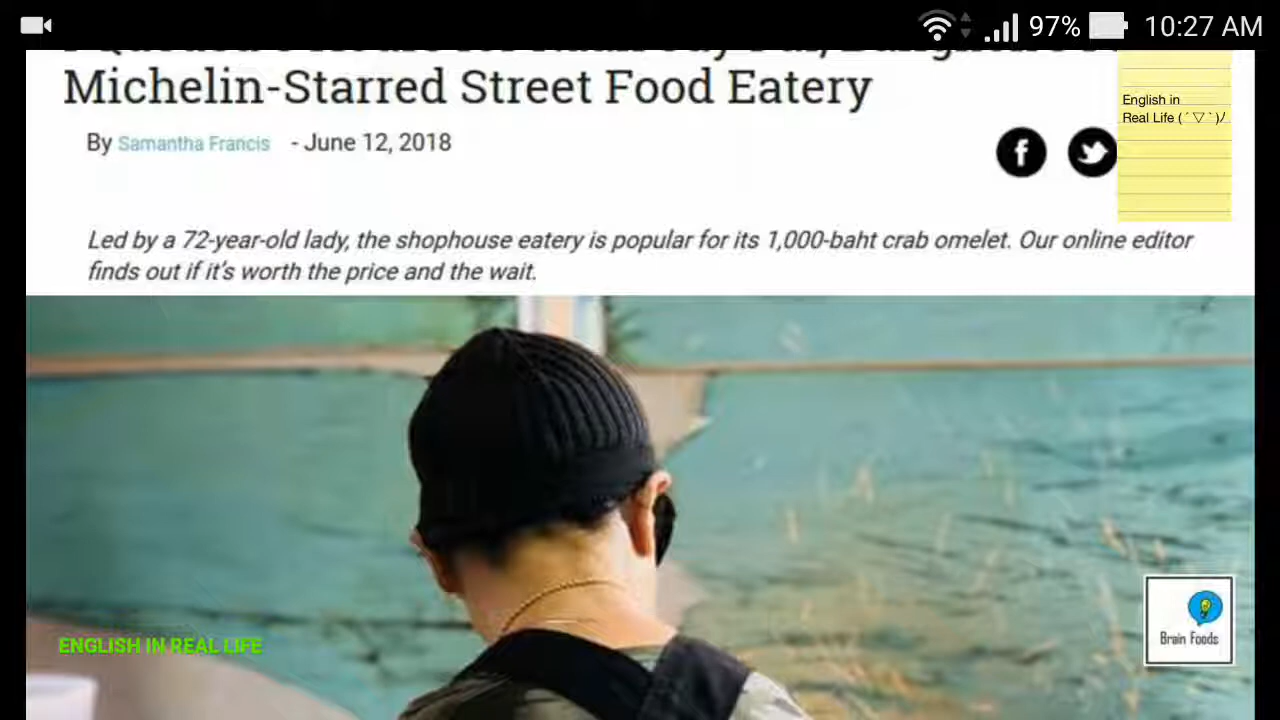 97% 10:27 AM
Michelin-Starred Street Food Eatery
By Samantha Francis - June 12, 2018
English in
Real Life (´▽`)/
Led by a 72-year-old lady, the shophouse eatery is popular for its 1,000-baht crab omelet. Our online editor
finds out if it's worth the price and the wait.
ENGLISH IN REAL LIFE
Brain Foods